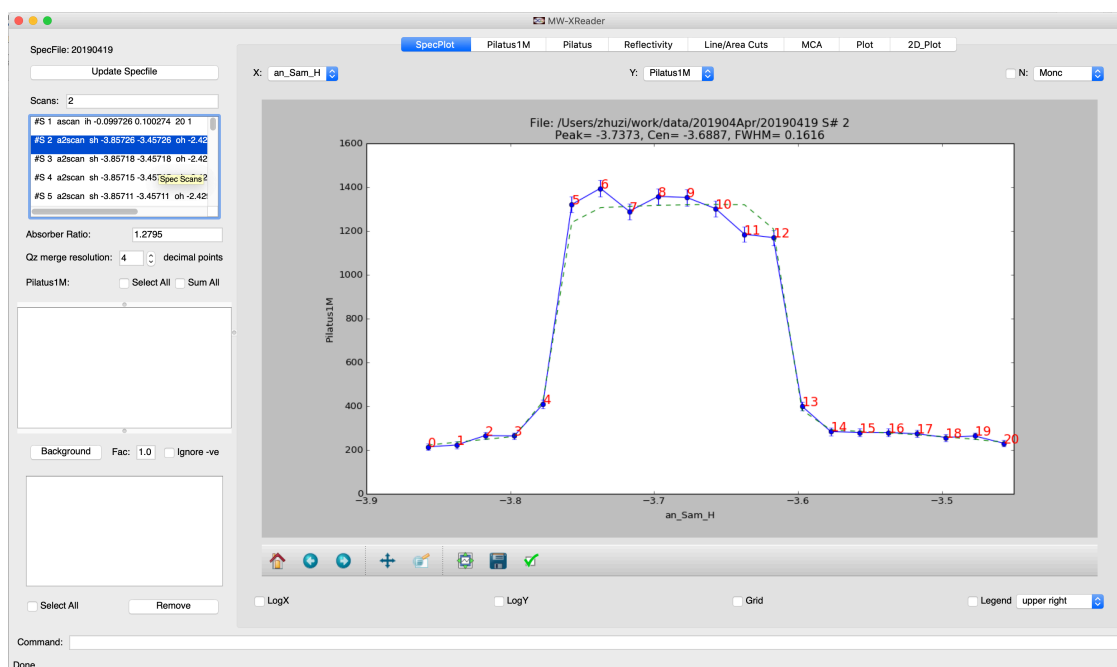 MW-XReader
SpecFile: 20190419
Update Specfile
Scans: 2
#S 1 ascan ih -0.099726 0.100274 20 1
#S 2 a2scan sh -3.85726 -3.45726 oh -2.42
#S 3 a2scan sh -3.85718 -3.45718 oh -2.42
#S 4 a2scan sh -3.85715 -3.45
Spec Scans
#S 5 a2scan sh -3.85711 -3.45711 oh -2.42
Absorber Ratio: 1.2795
Qz merge resolution: 4 decimal points
Pilatus1M: Select All Sum All
Background Fac: 1.0 Ignore -ve
Select All Remove
SpecPlot Pilatus1M Pilatus Reflectivity Line/Area Cuts MCA Plot 2D_Plot
X: an_Sam_H Y: Pilatus1M N: Monc
File: /Users/zhuzi/work/data/201904Apr/20190419 S# 2
Peak= -3.7373, Cen= -3.6887, FWHM= 0.1616
1600
1400
1200
1000
800
600
400
200
0
Pilatus1M
0 1 2 3 4 5 6 7 8 9 10 11 12 13 14 15 16 17 18 19 20
−3.9 −3.8 −3.7 −3.6 −3.5
an_Sam_H
LogX LogY Grid Legend upper right
Command:
Done